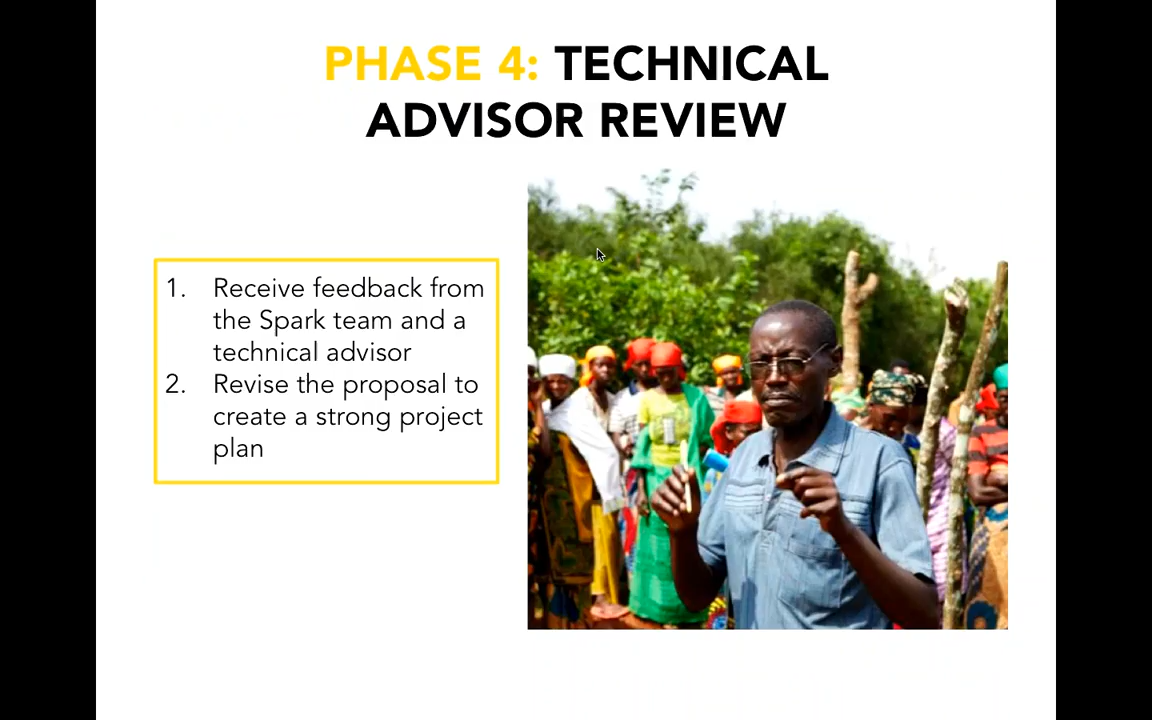 PHASE 4: TECHNICAL
ADVISOR REVIEW
1. Receive feedback from
the Spark team and a
technical advisor
2. Revise the proposal to
create a strong project
plan